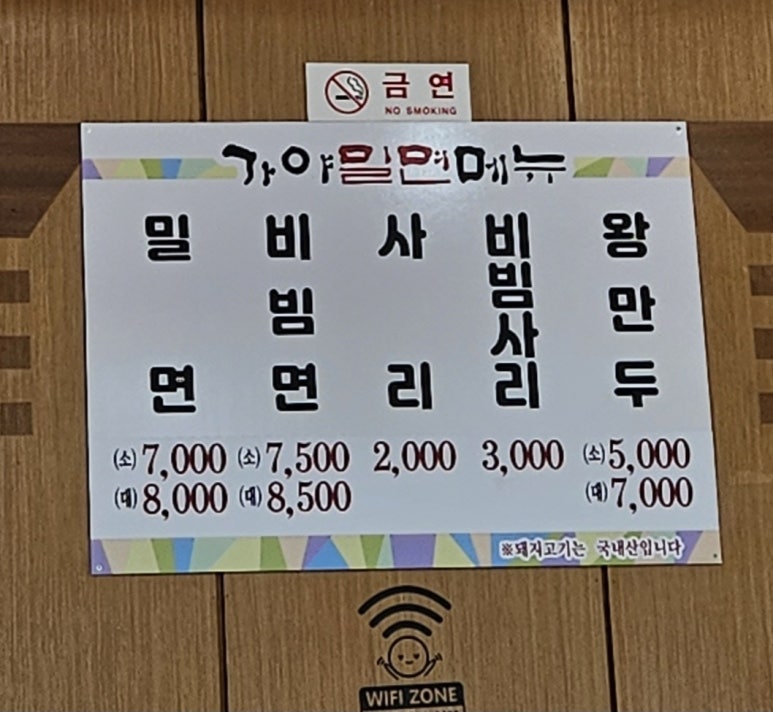 금 연
NO SMOKING
가야밀면메뉴
밀면
비빔면
사리
비빔사리
왕만두
(소)7,000 (소)7,500 2,000 3,000 (소)5,000
(대)8,000 (대)8,500 (대)7,000
※돼지고기는 국내산입니다
WIFI ZONE